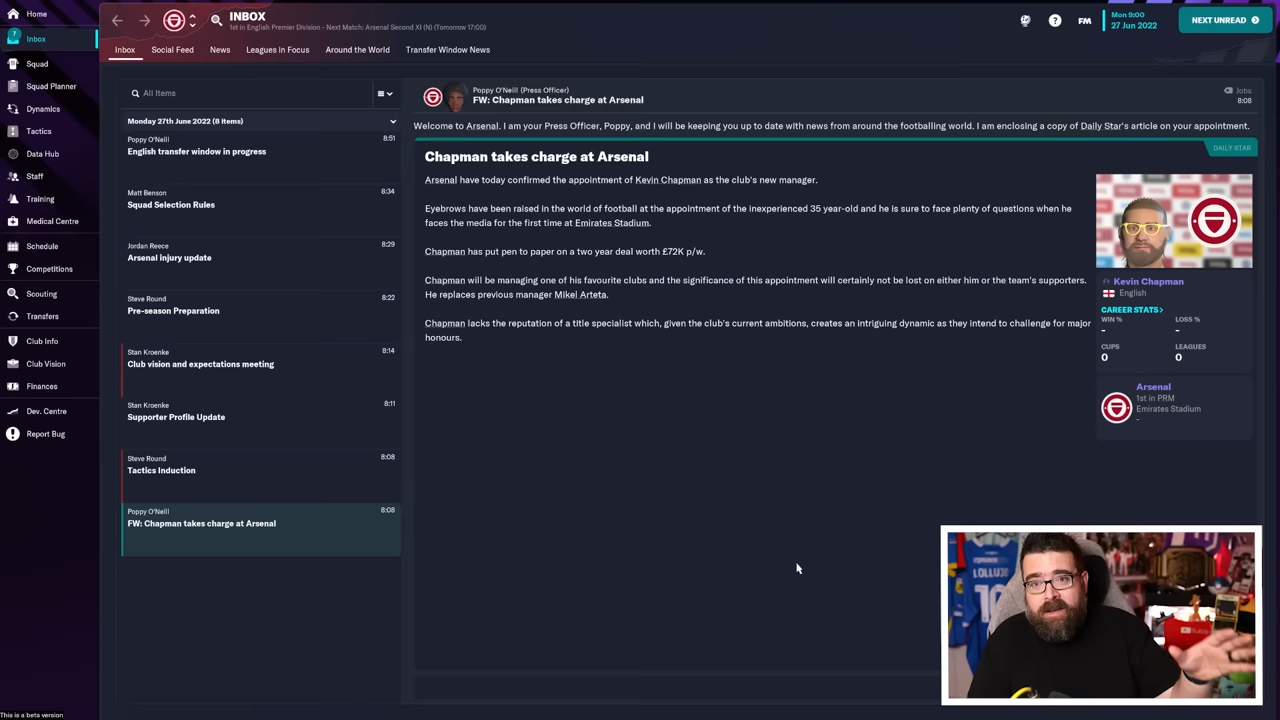 Home
7
Inbox
Squad
Squad Planner
Dynamics
Tactics
Data Hub
Staff
Training
Medical Centre
Schedule
Competitions
Scouting
Transfers
Club Info
Club Vision
Finances
Dev. Centre
Report Bug
This is a beta version
INBOX
1st in English Premier Division - Next Match: Arsenal Second XI (N) (Tomorrow 17:00)
?
FM
Mon 9:00
27 Jun 2022
NEXT UNREAD
Inbox
Social Feed
News
Leagues In Focus
Around the World
Transfer Window News
All Items
Monday 27th June 2022 (8 Items)
Poppy O'Neill 8:51
English transfer window in progress
Matt Benson 8:34
Squad Selection Rules
Jordan Reece 8:29
Arsenal injury update
Steve Round 8:22
Pre-season Preparation
Stan Kroenke 8:14
Club vision and expectations meeting
Stan Kroenke 8:11
Supporter Profile Update
Steve Round 8:08
Tactics Induction
Poppy O'Neill 8:08
FW: Chapman takes charge at Arsenal
Poppy O'Neill (Press Officer)
FW: Chapman takes charge at Arsenal
Jobs
8:08
Welcome to Arsenal. I am your Press Officer, Poppy, and I will be keeping you up to date with news from around the footballing world. I am enclosing a copy of Daily Star's article on your appointment.
DAILY STAR
Chapman takes charge at Arsenal
Arsenal have today confirmed the appointment of Kevin Chapman as the club's new manager.
Eyebrows have been raised in the world of football at the appointment of the inexperienced 35 year-old and he is sure to face plenty of questions when he
faces the media for the first time at Emirates Stadium.
Chapman has put pen to paper on a two year deal worth £72K p/w.
Chapman will be managing one of his favourite clubs and the significance of this appointment will certainly not be lost on either him or the team's supporters.
He replaces previous manager Mikel Arteta.
Chapman lacks the reputation of a title specialist which, given the club's current ambitions, creates an intriguing dynamic as they intend to challenge for major
honours.
Kevin Chapman
English
CAREER STATS
WIN % LOSS %
- -
CUPS LEAGUES
0 0
Arsenal
1st in PRM
Emirates Stadium
-
LOLLUJO
10